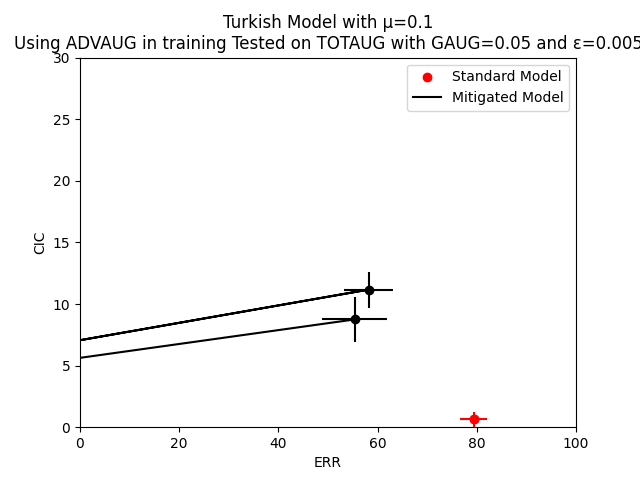 Turkish Model with μ=0.1
Using ADVAUG in training Tested on TOTAUG with GAUG=0.05 and ε=0.005
Standard Model
Mitigated Model
30
25
20
15
10
5
0
CIC
0 20 40 60 80 100
ERR